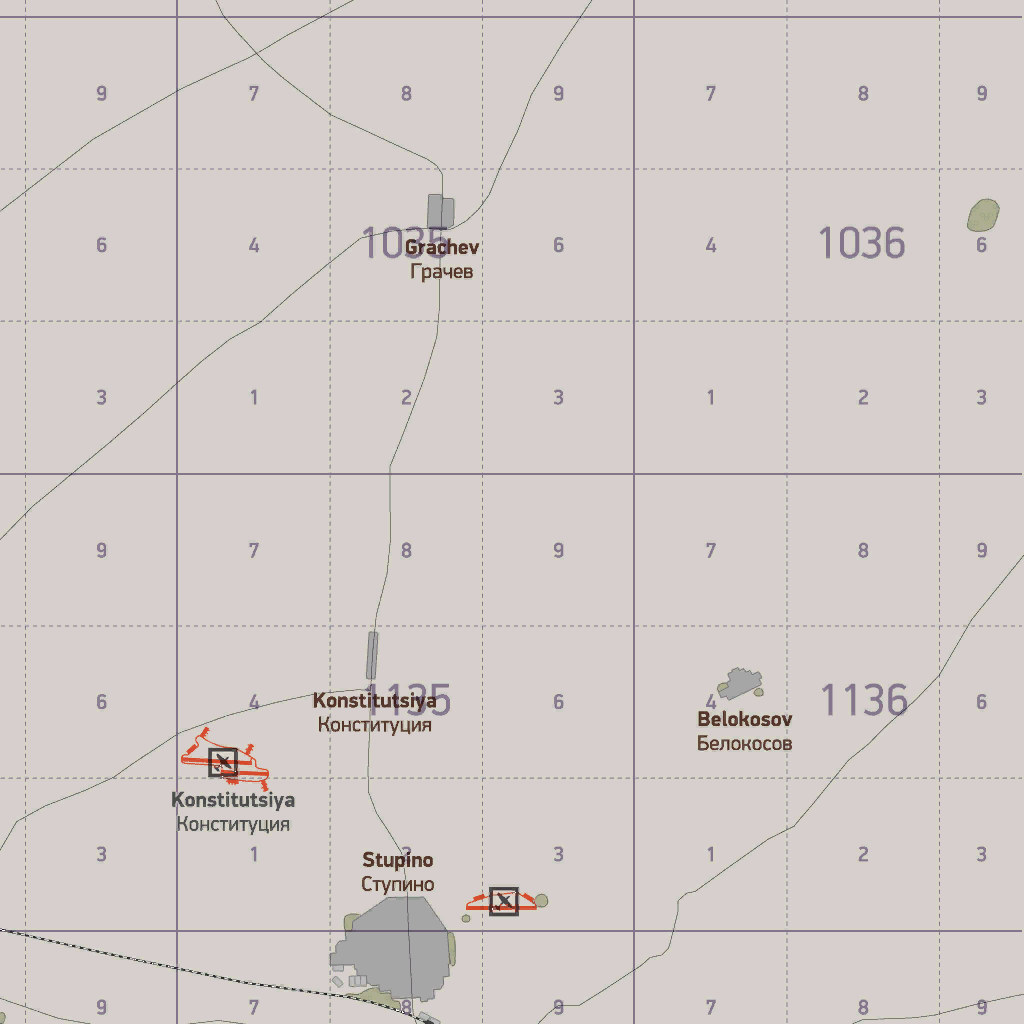 9 7 8 9 7 8 9
1035
1036
6 4 6 4 6
Grachev
Грачев
3 1 2 3 1 2 3
9 7 8 9 7 8 9
1135
1136
6 4 6 4 6
Konstitutsiya
Конституция
Belokosov
Белокосов
Konstitutsiya
Конституция
3 1 2 3 1 2 3
Stupino
Ступино
9 7 8 9 7 8 9